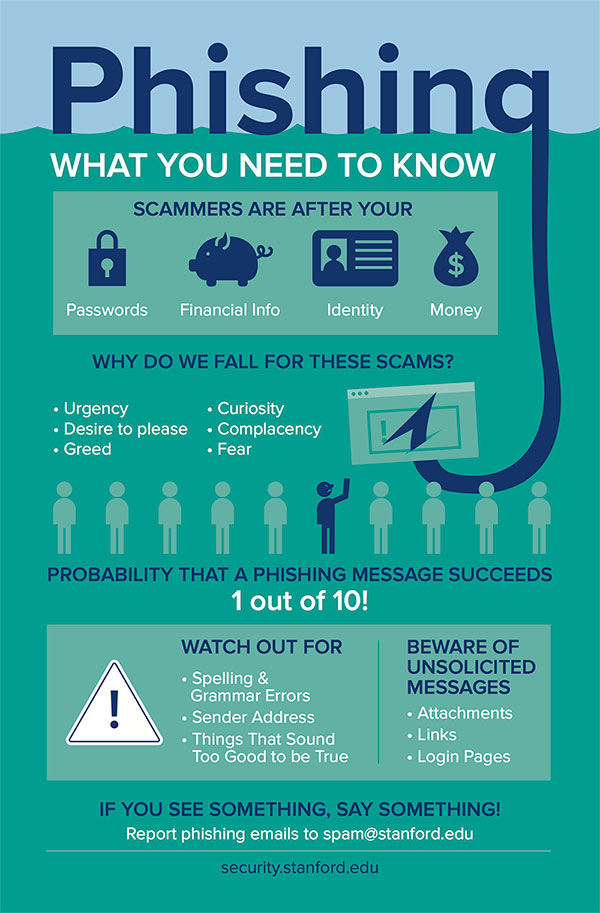 Phishing
WHAT YOU NEED TO KNOW
SCAMMERS ARE AFTER YOUR
Passwords
Financial Info
Identity
$
Money
WHY DO WE FALL FOR THESE SCAMS?
• Urgency
• Desire to please
• Greed
• Curiosity
• Complacency
• Fear
!
PROBABILITY THAT A PHISHING MESSAGE SUCCEEDS
1 out of 10!
!
WATCH OUT FOR
• Spelling &
Grammar Errors
• Sender Address
• Things That Sound
Too Good to be True
BEWARE OF
UNSOLICITED
MESSAGES
• Attachments
• Links
• Login Pages
IF YOU SEE SOMETHING, SAY SOMETHING!
Report phishing emails to spam@stanford.edu
security.stanford.edu